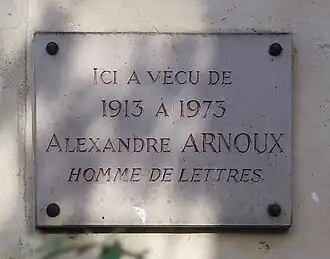 ICI A VÉCU DE
1913 À 1973
ALEXANDRE ARNOUX
HOMME DE LETTRES